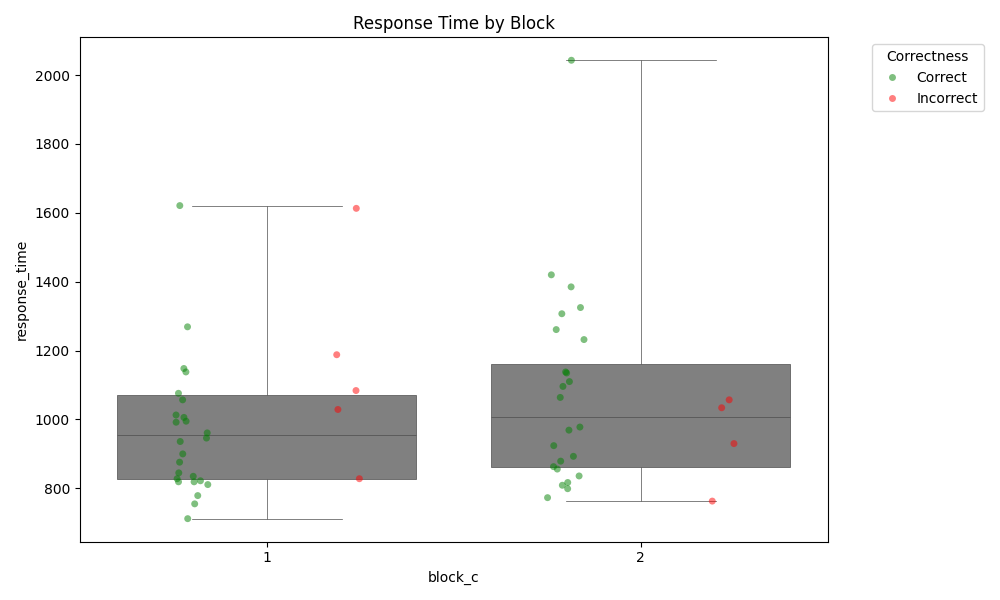 Response Time by Block
Correctness
Correct
Incorrect
2000
1800
1600
1400
1200
1000
800
response_time
1
2
block_c